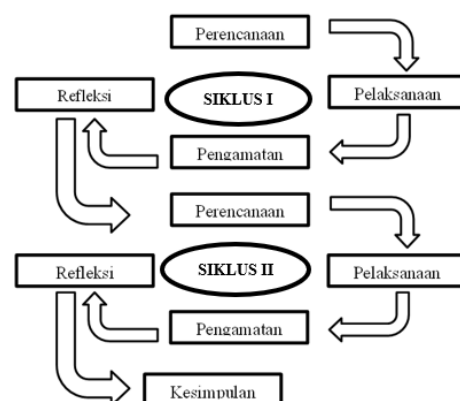 Perencanaan
Refleksi
SIKLUS I
Pelaksanaan
Pengamatan
Perencanaan
Refleksi
SIKLUS II
Pelaksanaan
Pengamatan
Kesimpulan